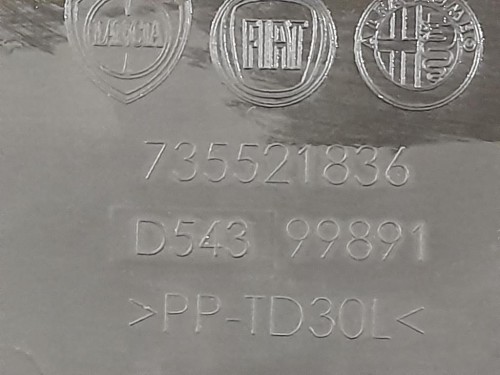 LANCIA FIAT ALFA ROMEO
735521836
D543 99891
>PP-TD30L<